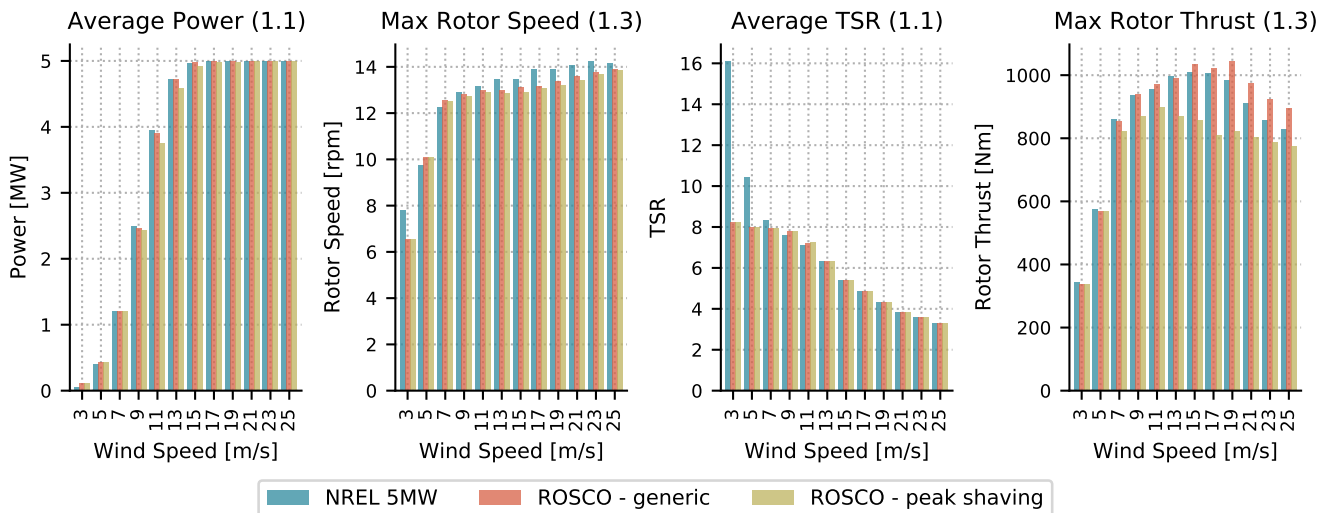 Average Power (1.1)
Power [MW]
5
4
3
2
1
0
3 5 7 9 11 13 15 17 19 21 23 25
Wind Speed [m/s]
Max Rotor Speed (1.3)
Rotor Speed [rpm]
14
12
10
8
6
4
2
0
3 5 7 9 11 13 15 17 19 21 23 25
Wind Speed [m/s]
Average TSR (1.1)
TSR
16
14
12
10
8
6
4
2
0
3 5 7 9 11 13 15 17 19 21 23 25
Wind Speed [m/s]
Max Rotor Thrust (1.3)
Rotor Thrust [Nm]
1000
800
600
400
200
0
3 5 7 9 11 13 15 17 19 21 23 25
Wind Speed [m/s]
NREL 5MW ROSCO - generic ROSCO - peak shaving